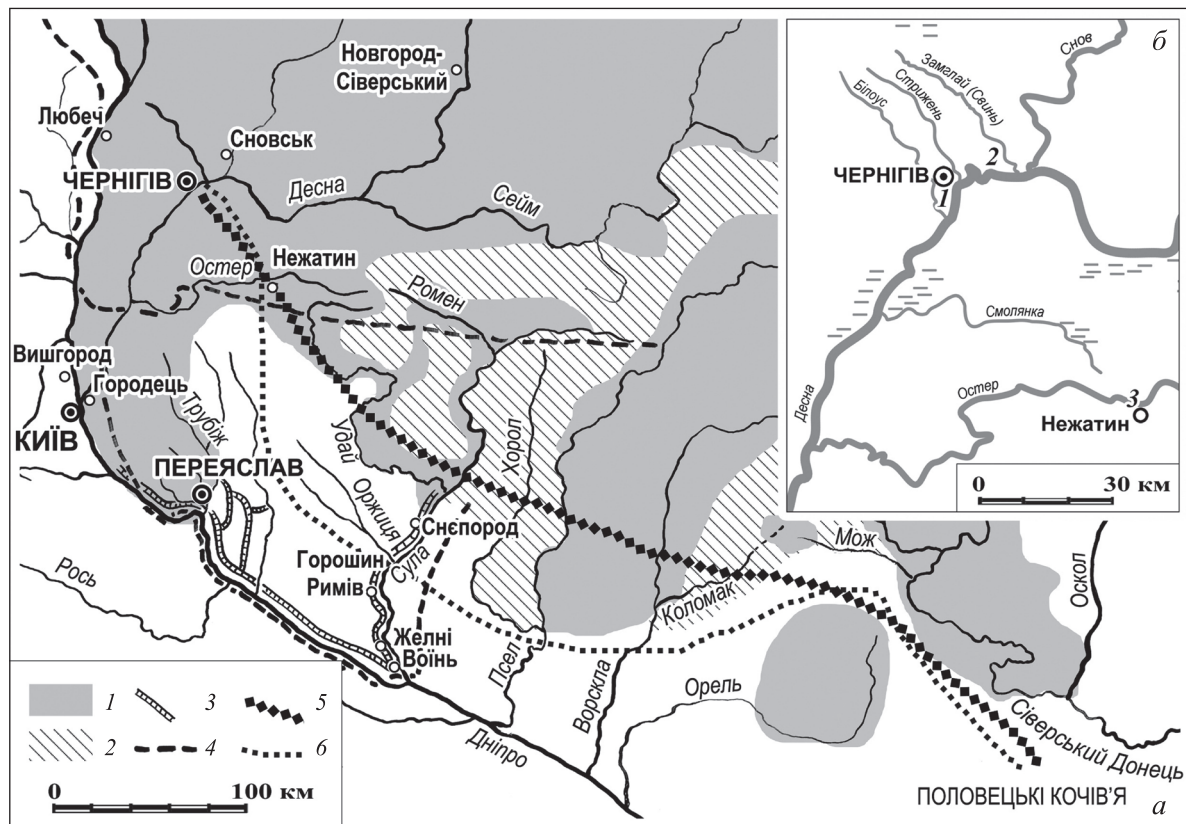 Новгород-
Сіверський
Любеч
Сновськ
ЧЕРНІГІВ
Десна
Сейм
Остер
Нежатин
Ромен
Вишгород
Городець
КИЇВ
Трубіж
ПЕРЕЯСЛАВ
Удай
Хорол
Оржиця
Снєпород
Сула
Горошин
Римів
Рось
Желні
Воїнь
Псел
Ворскла
Коломак
Мож
Оскол
Орель
Дніпро
Сіверський Донець
ПОЛОВЕЦЬКІ КОЧІВ'Я
а
1
3
5
2
4
6
0
100 км
б
Снов
Замглай (Свинь)
Стрижень
Білоус
2
ЧЕРНІГІВ
1
Смолянка
Десна
Остер
3
Нежатин
0
30 км